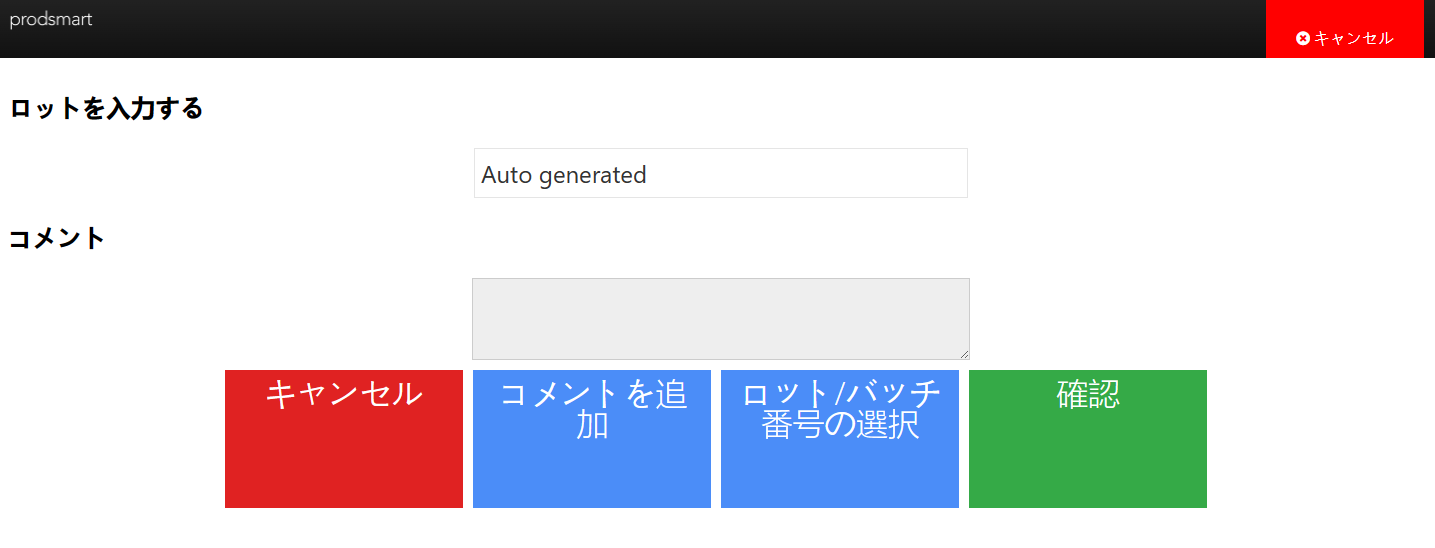 prodsmart
キャンセル
ロットを入力する
Auto generated
コメント
キャンセル
コメントを追
加
ロット/バッチ
番号の選択
確認